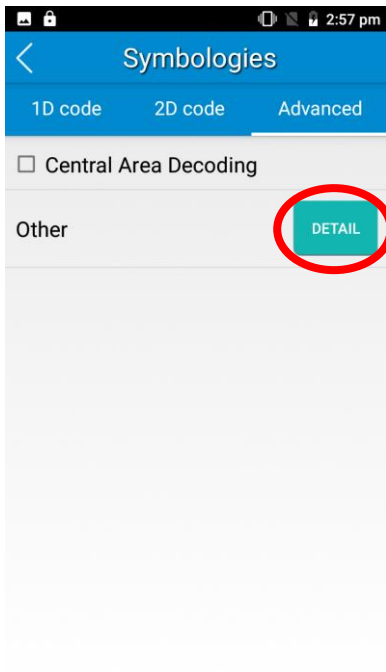 2:57 pm
Symbologies
1D code 2D code Advanced
Central Area Decoding
Other DETAIL